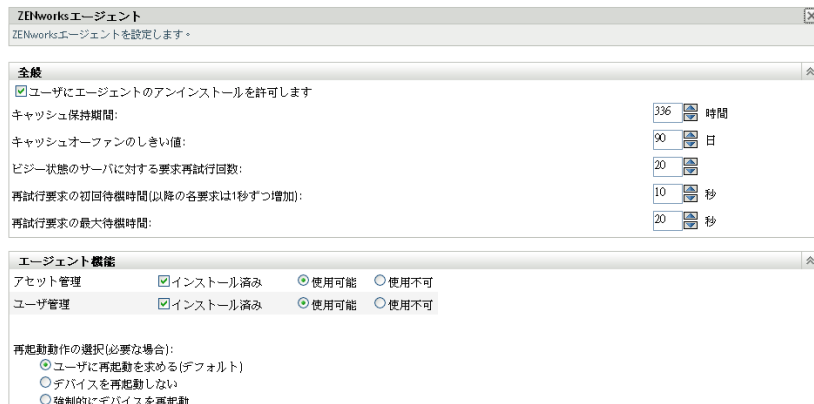 ZENworksエージェント
ZENworksエージェントを設定します。
全般
ユーザにエージェントのアンインストールを許可します
キャッシュ保持期間: 336 時間
キャッシュオーファンのしきい値: 90 日
ビジー状態のサーバに対する要求再試行回数: 20
再試行要求の初回待機時間(以降の各要求は1秒ずつ増加): 10 秒
再試行要求の最大待機時間: 20 秒
エージェント機能
アセット管理 インストール済み 使用可能 使用不可
ユーザ管理 インストール済み 使用可能 使用不可
再起動動作の選択(必要な場合):
ユーザに再起動を求める(デフォルト)
デバイスを再起動しない
強制的にデバイスを再起動